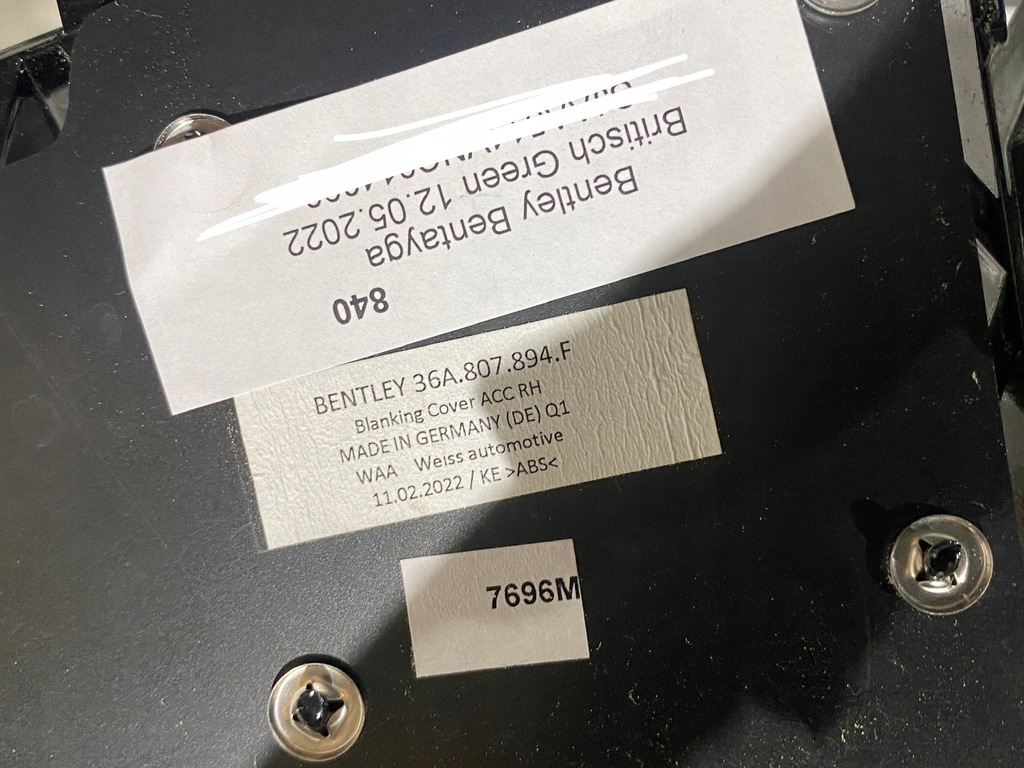 840
Bentley Bentayga
Britisch Green 12.05.2022
BENTLEY 36A.807.894.F
Blanking Cover ACC RH
MADE IN GERMANY (DE) Q1
WAA Weiss automotive
11.02.2022 / KE >ABS<
7696M